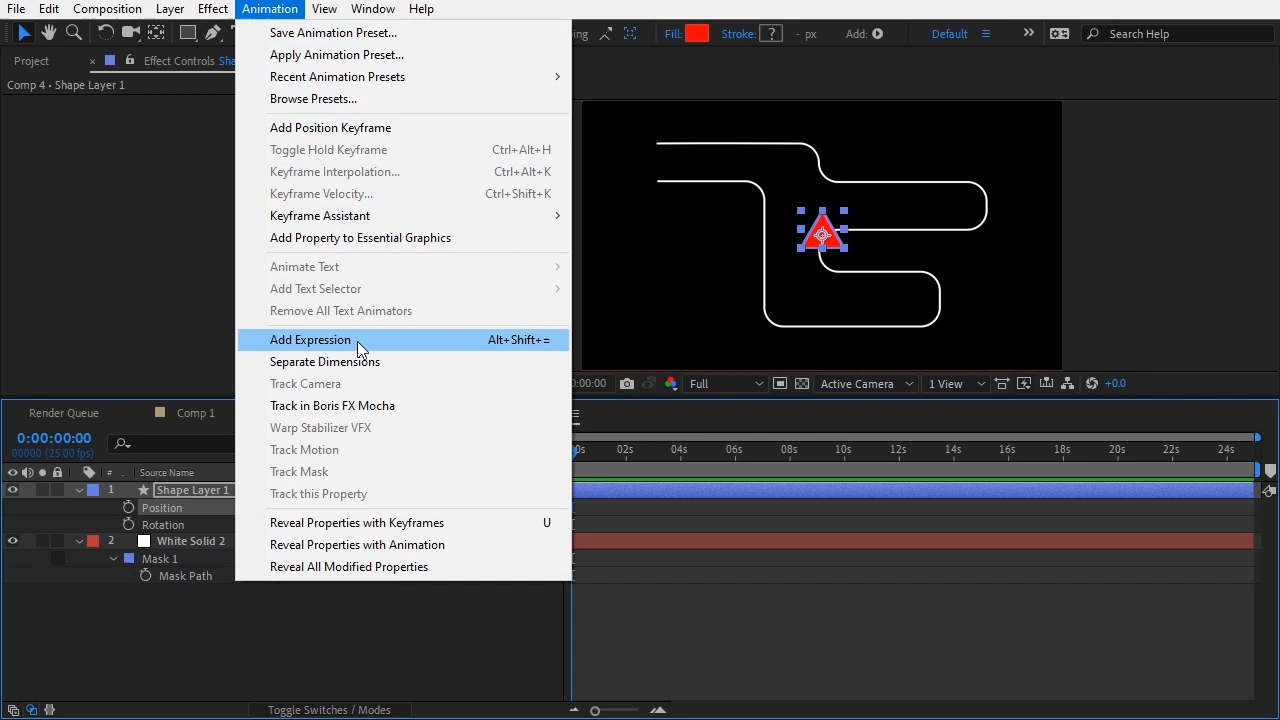 File Edit Composition Layer Effect Animation View Window Help
Fill: Stroke: ? - px Add: Default Search Help
Project Effect Controls
Comp 4 • Shape Layer 1
Save Animation Preset...
Apply Animation Preset...
Recent Animation Presets
Browse Presets...
Add Position Keyframe
Toggle Hold Keyframe Ctrl+Alt+H
Keyframe Interpolation... Ctrl+Alt+K
Keyframe Velocity... Ctrl+Shift+K
Keyframe Assistant
Add Property to Essential Graphics
Animate Text
Add Text Selector
Remove All Text Animators
Add Expression Alt+Shift+=
Separate Dimensions
Track Camera
Track in Boris FX Mocha
Warp Stabilizer VFX
Track Motion
Track Mask
Track this Property
Reveal Properties with Keyframes U
Reveal Properties with Animation
Reveal All Modified Properties
0:00:00 Full Active Camera 1 View +0.0
Render Queue Comp 1
0:00:00:00
00000 (25.00 fps)
0s 02s 04s 06s 08s 10s 12s 14s 16s 18s 20s 22s 24s
# Source Name
1 Shape Layer 1
Position
Rotation
2 White Solid 2
Mask 1
Mask Path
Toggle Switches / Modes